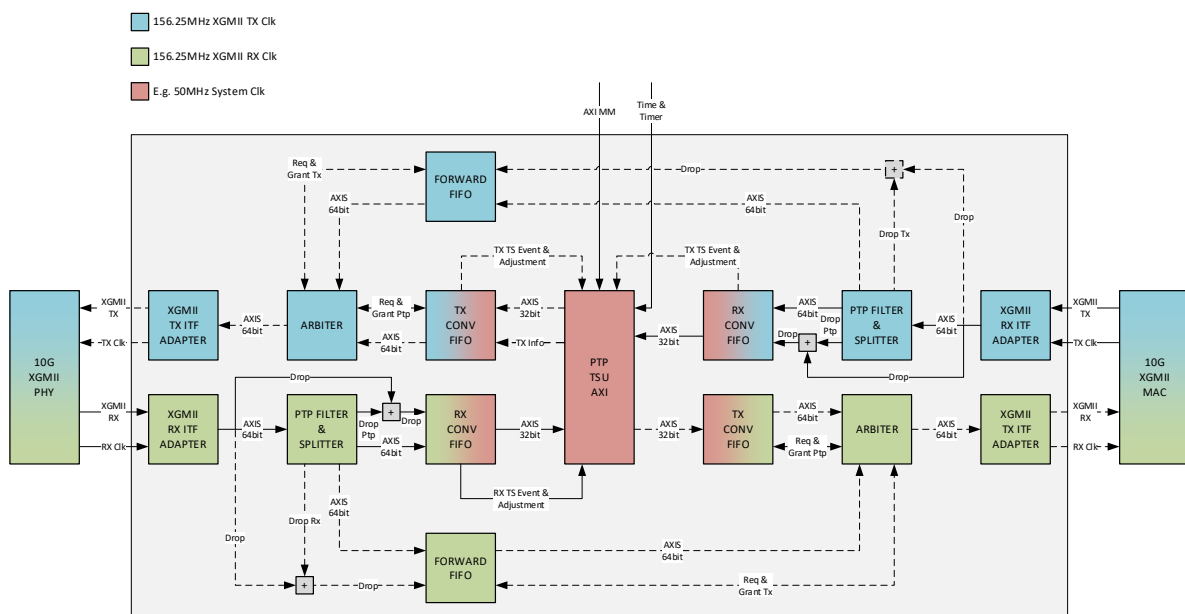 156.25MHz XGMII TX Clk
156.25MHz XGMII RX Clk
E.g. 50MHz System Clk
AXI MM
Time &
Timer
Req &
Grant Tx
FORWARD
FIFO
Drop
+
AXIS
64bit
AXIS
64bit
Drop Tx
Drop
TX TS Event &
Adjustment
TX TS Event &
Adjustment
10G
XGMII
PHY
XGMII
TX
Tx Clk
XGMII
TX ITF
ADAPTER
AXIS
64bit
ARBITER
Req &
Grant Ptp
AXIS
64bit
TX
CONV
FIFO
AXIS
32bit
TX Info
PTP
TSU
AXI
AXIS
32bit
RX
CONV
FIFO
AXIS
64bit
Drop
+
Drop
Ptp
PTP FILTER
&
SPLITTER
AXIS
64bit
Drop
XGMII
RX ITF
ADAPTER
XGMII
TX
TX Clk
10G
XGMII
MAC
XGMII
RX
RX Clk
XGMII
RX ITF
ADAPTER
AXIS
64bit
Drop
PTP FILTER
&
SPLITTER
+
Drop
Drop
Ptp
AXIS
64bit
RX
CONV
FIFO
AXIS
32bit
AXIS
32bit
TX
CONV
FIFO
AXIS
64bit
Req &
Grant Ptp
ARBITER
AXIS
64bit
XGMII
TX ITF
ADAPTER
XGMII
RX
RX Clk
RX TS Event &
Adjustment
AXIS
64bit
Drop Rx
Drop
+
Drop
FORWARD
FIFO
AXIS
64bit
Req &
Grant Tx